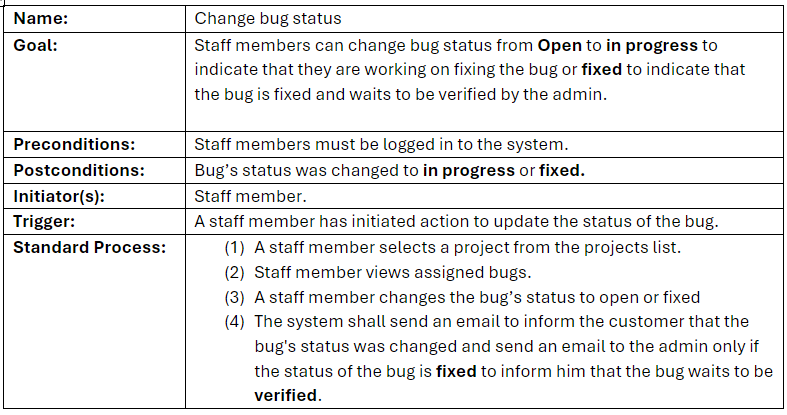 Name: Change bug status
Goal: Staff members can change bug status from Open to in progress to
indicate that they are working on fixing the bug or fixed to indicate that
the bug is fixed and waits to be verified by the admin.
Preconditions: Staff members must be logged in to the system.
Postconditions: Bug’s status was changed to in progress or fixed.
Initiator(s): Staff member.
Trigger: A staff member has initiated action to update the status of the bug.
Standard Process: (1) A staff member selects a project from the projects list.
(2) Staff member views assigned bugs.
(3) A staff member changes the bug’s status to open or fixed
(4) The system shall send an email to inform the customer that the
bug's status was changed and send an email to the admin only if
the status of the bug is fixed to inform him that the bug waits to be
verified.